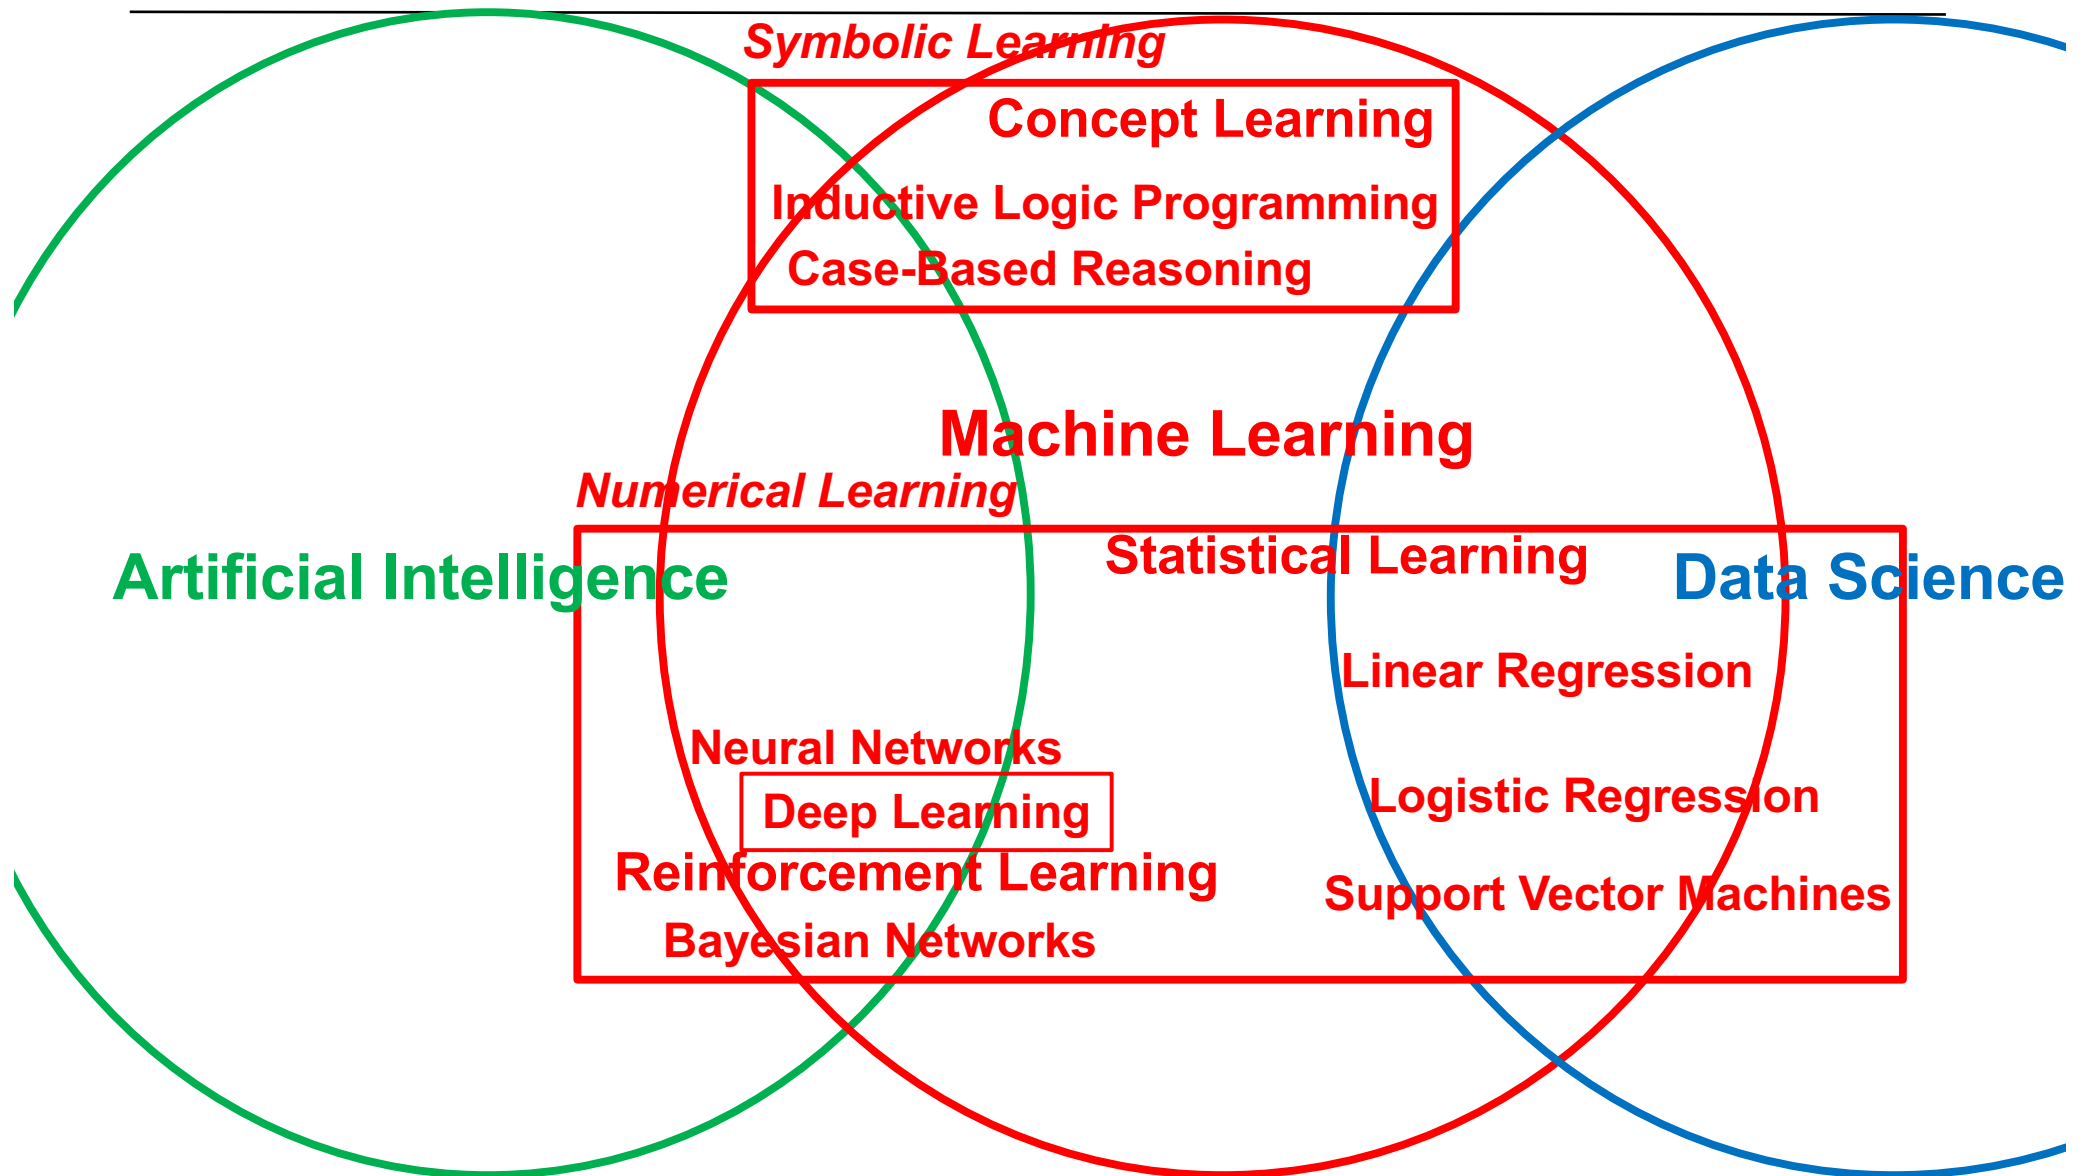 Symbolic Learning
Concept Learning
Inductive Logic Programming
Case-Based Reasoning
Machine Learning
Numerical Learning
Statistical Learning
Artificial Intelligence
Data Science
Linear Regression
Neural Networks
Deep Learning
Logistic Regression
Reinforcement Learning
Support Vector Machines
Bayesian Networks